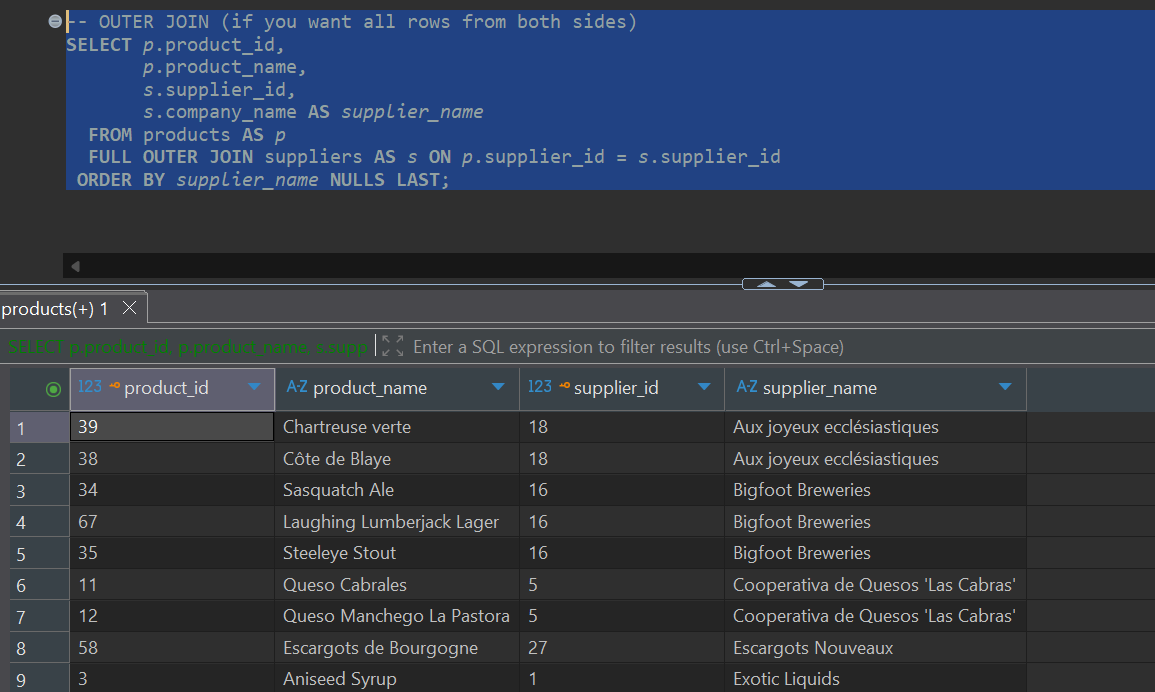 -- OUTER JOIN (if you want all rows from both sides)
SELECT p.product_id,
p.product_name,
s.supplier_id,
s.company_name AS supplier_name
FROM products AS p
FULL OUTER JOIN suppliers AS s ON p.supplier_id = s.supplier_id
ORDER BY supplier_name NULLS LAST;
products(+) 1
SELECT p.product_id, p.product_name, s.supp Enter a SQL expression to filter results (use Ctrl+Space)
123 product_id A-Z product_name 123 supplier_id A-Z supplier_name
1 39 Chartreuse verte 18 Aux joyeux ecclésiastiques
2 38 Côte de Blaye 18 Aux joyeux ecclésiastiques
3 34 Sasquatch Ale 16 Bigfoot Breweries
4 67 Laughing Lumberjack Lager 16 Bigfoot Breweries
5 35 Steeleye Stout 16 Bigfoot Breweries
6 11 Queso Cabrales 5 Cooperativa de Quesos 'Las Cabras'
7 12 Queso Manchego La Pastora 5 Cooperativa de Quesos 'Las Cabras'
8 58 Escargots de Bourgogne 27 Escargots Nouveaux
9 3 Aniseed Syrup 1 Exotic Liquids